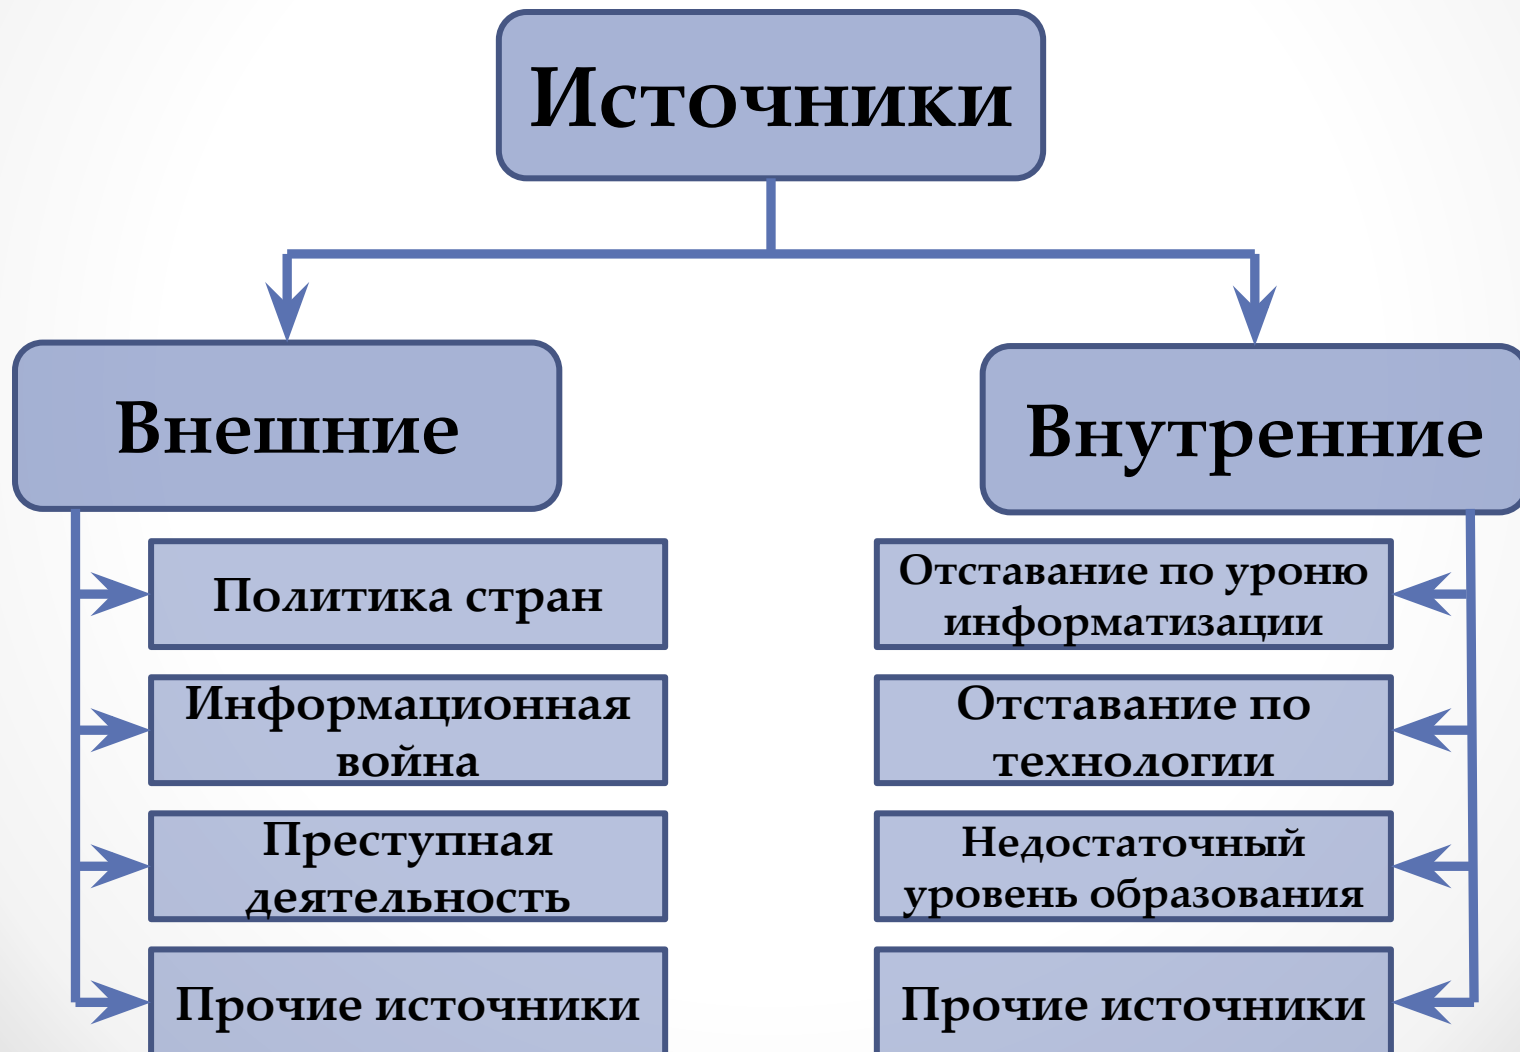 Источники
Внешние
Внутренние
Политика стран
Информационная
война
Преступная
деятельность
Прочие источники
Отставание по уроню
информатизации
Отставание по
технологии
Недостаточный
уровень образования
Прочие источники